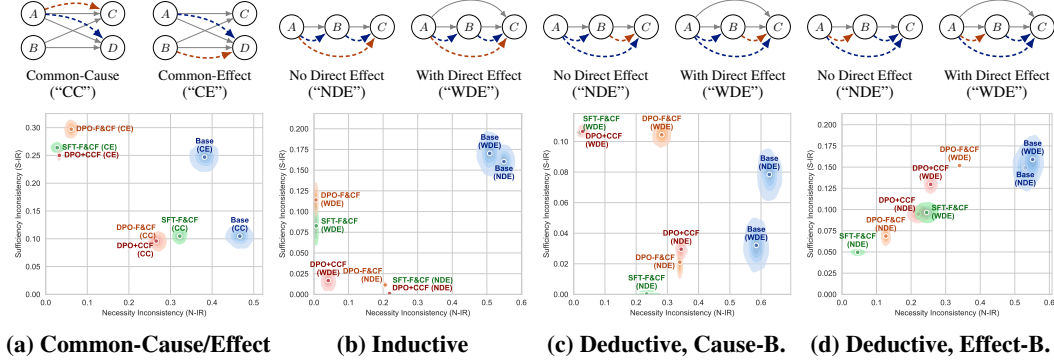 A C
B D
Common-Cause
("CC")
A C
B D
Common-Effect
("CE")
A B C
No Direct Effect
("NDE")
A B C
With Direct Effect
("WDE")
A B C
No Direct Effect
("NDE")
A B C
With Direct Effect
("WDE")
A B C
No Direct Effect
("NDE")
A B C
With Direct Effect
("WDE")
Sufficiency Inconsistency (S-IR)
0.30
0.25
0.20
0.15
0.10
0.05
0.00
DPO-F&CF (CE)
SFT-F&CF (CE)
DPO+CCF (CE)
Base
(CE)
DPO-F&CF
(CC)
DPO+CCF
(CC)
SFT-F&CF
(CC)
Base
(CC)
0.0 0.1 0.2 0.3 0.4 0.5
Necessity Inconsistency (N-IR)
Sufficiency Inconsistency (S-IR)
0.200
0.175
0.150
0.125
0.100
0.075
0.050
0.025
0.000
Base
(WDE)
Base
(NDE)
DPO-F&CF
(WDE)
SFT-F&CF
(WDE)
DPO+CCF
(WDE)
DPO-F&CF
(NDE)
SFT-F&CF (NDE)
DPO+CCF (NDE)
0.0 0.1 0.2 0.3 0.4 0.5 0.6
Necessity Inconsistency (N-IR)
Sufficiency Inconsistency (S-IR)
0.10
0.08
0.06
0.04
0.02
0.00
SFT-F&CF
(WDE)
DPO+CCF
(WDE)
DPO-F&CF
(WDE)
Base
(NDE)
Base
(WDE)
DPO+CCF
(NDE)
DPO-F&CF
(NDE)
SFT-F&CF
(NDE)
0.0 0.1 0.2 0.3 0.4 0.5 0.6
Necessity Inconsistency (N-IR)
Sufficiency Inconsistency (S-IR)
0.200
0.175
0.150
0.125
0.100
0.075
0.050
0.025
0.000
DPO-F&CF
(WDE)
Base
(WDE)
Base
(NDE)
DPO+CCF
(WDE)
DPO+CCF
(NDE)
SFT-F&CF
(WDE)
DPO-F&CF
(NDE)
SFT-F&CF
(NDE)
0.0 0.1 0.2 0.3 0.4 0.5 0.6
Necessity Inconsistency (N-IR)
(a) Common-Cause/Effect
(b) Inductive
(c) Deductive, Cause-B.
(d) Deductive, Effect-B.